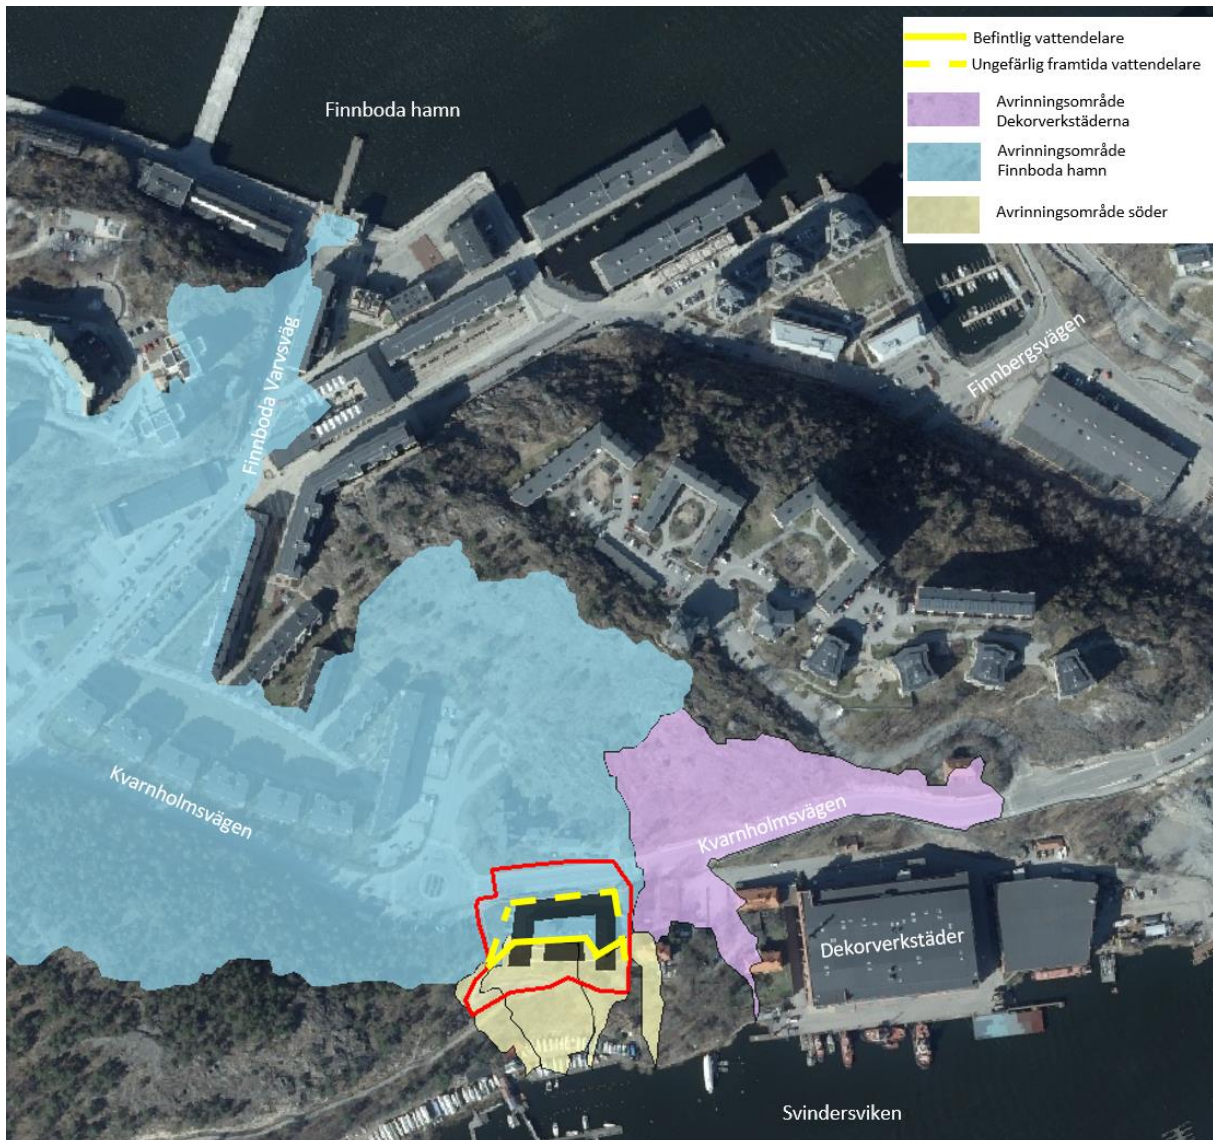 Befintlig vattendelare
Ungefärlig framtida vattendelare
Avrinningsområde
Dekorverkstäderna
Avrinningsområde
Finnboda hamn
Avrinningsområde söder
Finnboda hamn
Finnbergsvägen
Finnboda Varvsväg
Kvarnholmsvägen
Kvarnholmsvägen
Dekorverkstäder
Svindersviken